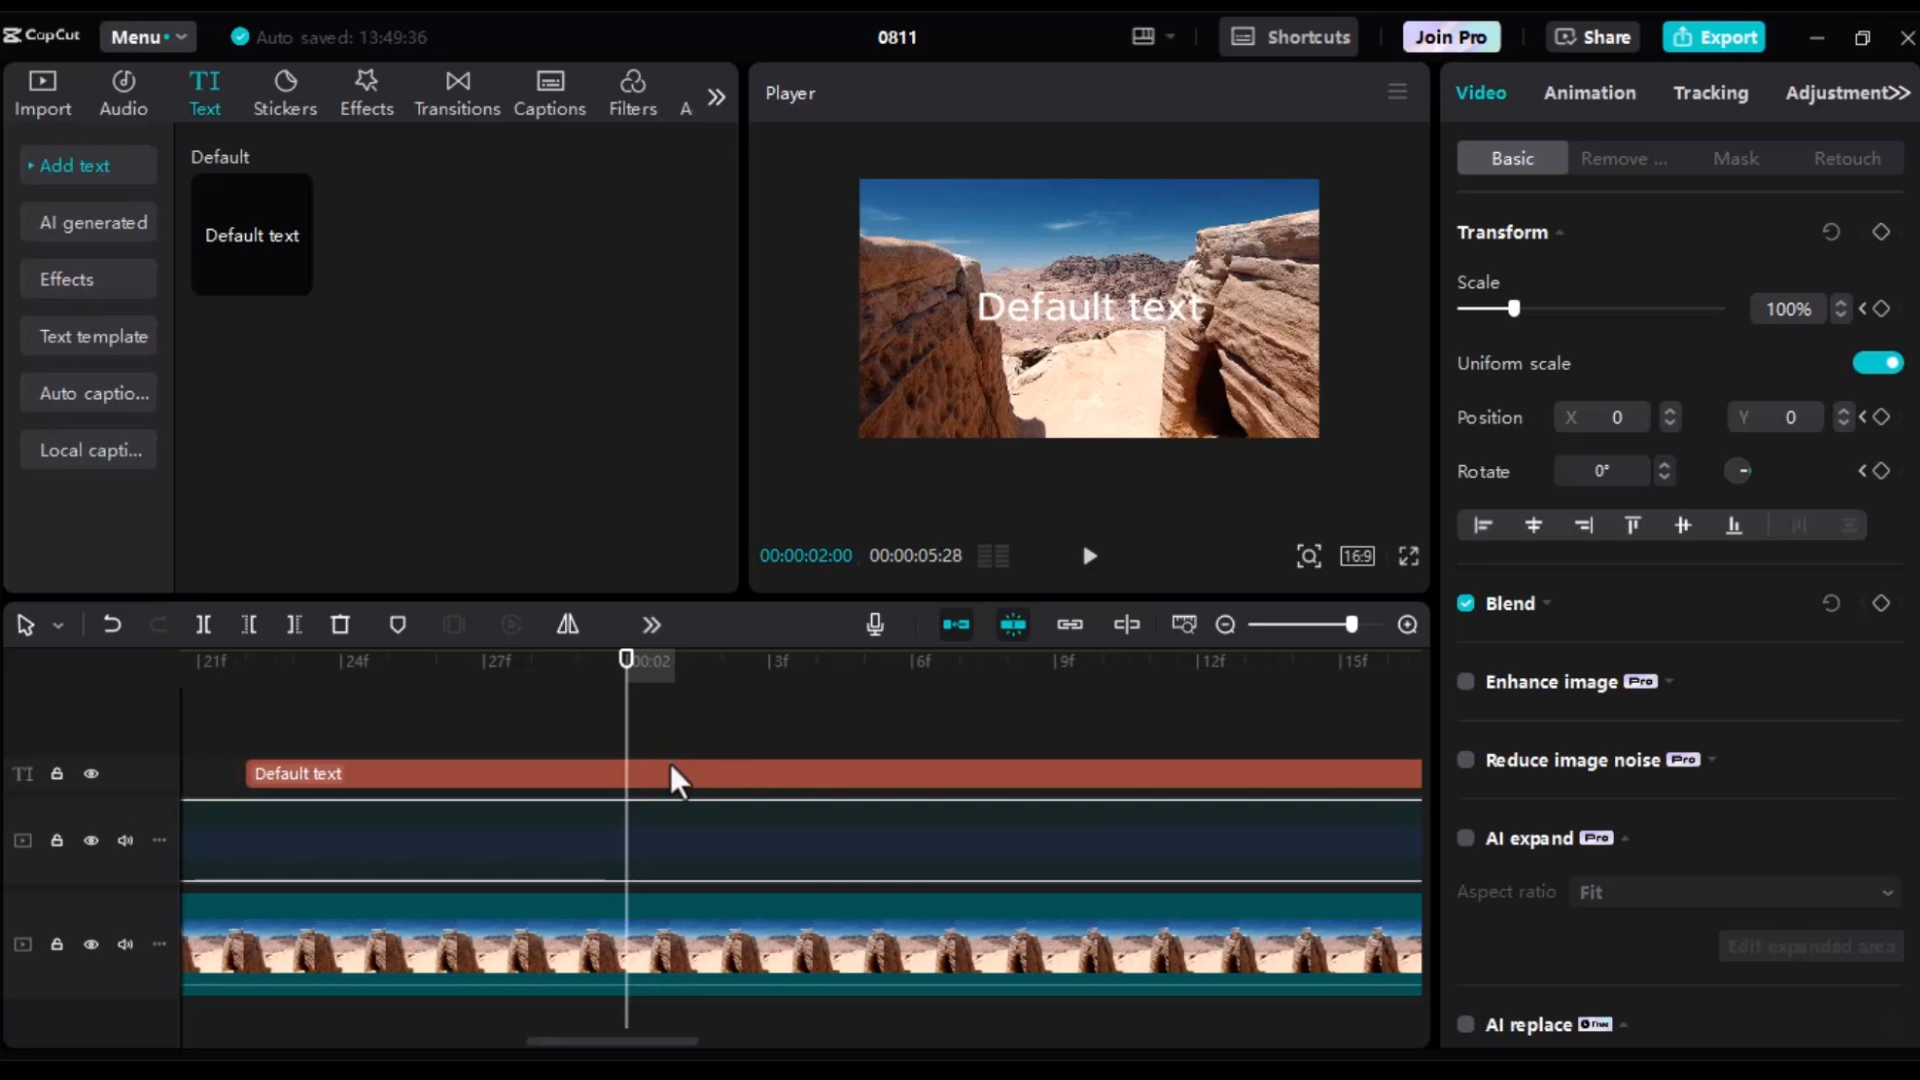 CapCut
Menu
Auto saved: 13:49:36
0811
Shortcuts
Join Pro
Share
Export
Import
Audio
TI
Text
Stickers
Effects
Transitions
Captions
Filters
A
Player
Video
Animation
Tracking
Adjustment
Add text
AI generated
Effects
Text template
Auto captio...
Local capti...
Default
Default text
Default text
00:00:02:00
00:00:05:28
16:9
Basic
Remove ...
Mask
Retouch
Transform
Scale
100%
Uniform scale
Position
X 0
Y 0
Rotate
0°
Blend
Enhance image Pro
Reduce image noise Pro
AI expand Pro
Aspect ratio
Fit
Edit expanded area
AI replace
21f
24f
27f
00:02
3f
6f
9f
12f
15f
TI
Default text